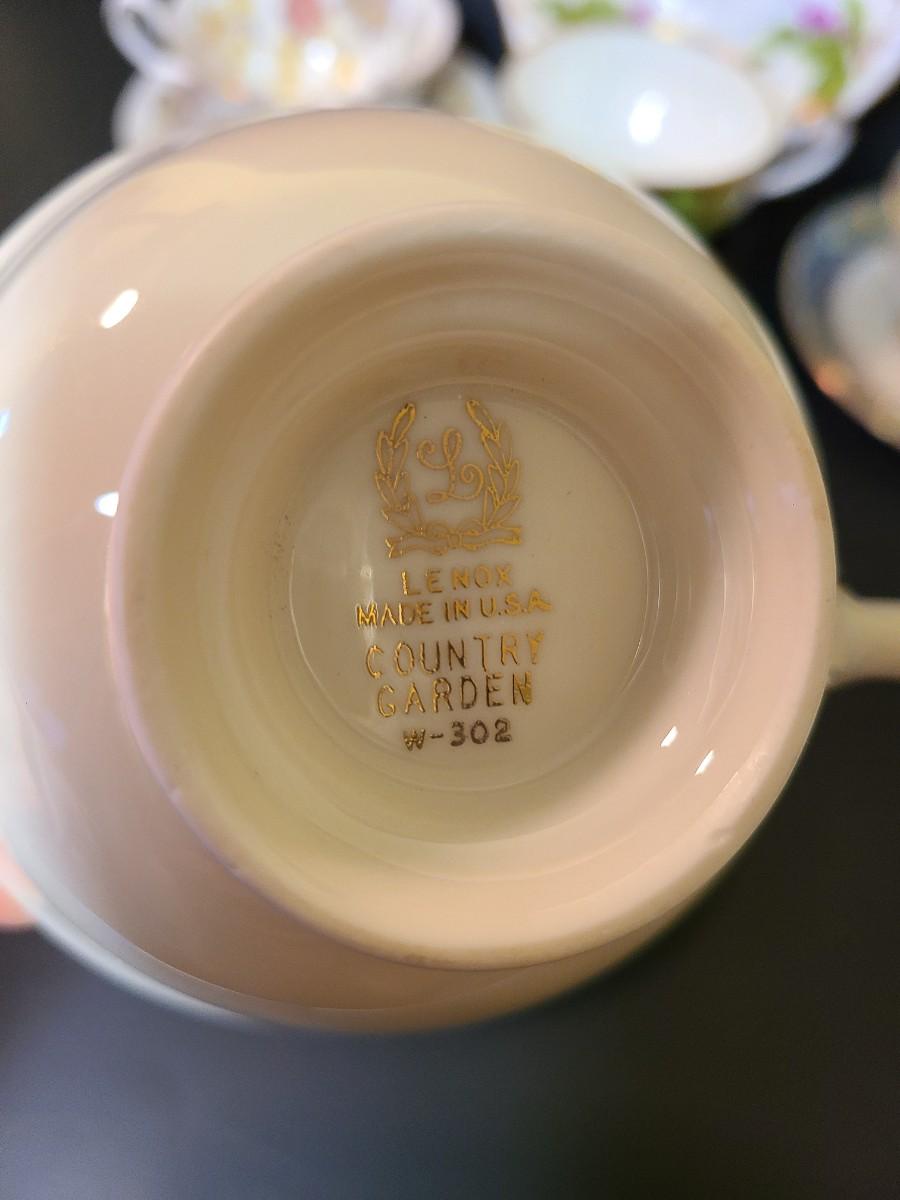 L
LENOX
MADE IN U.S.A.
COUNTRY
GARDEN
W-302